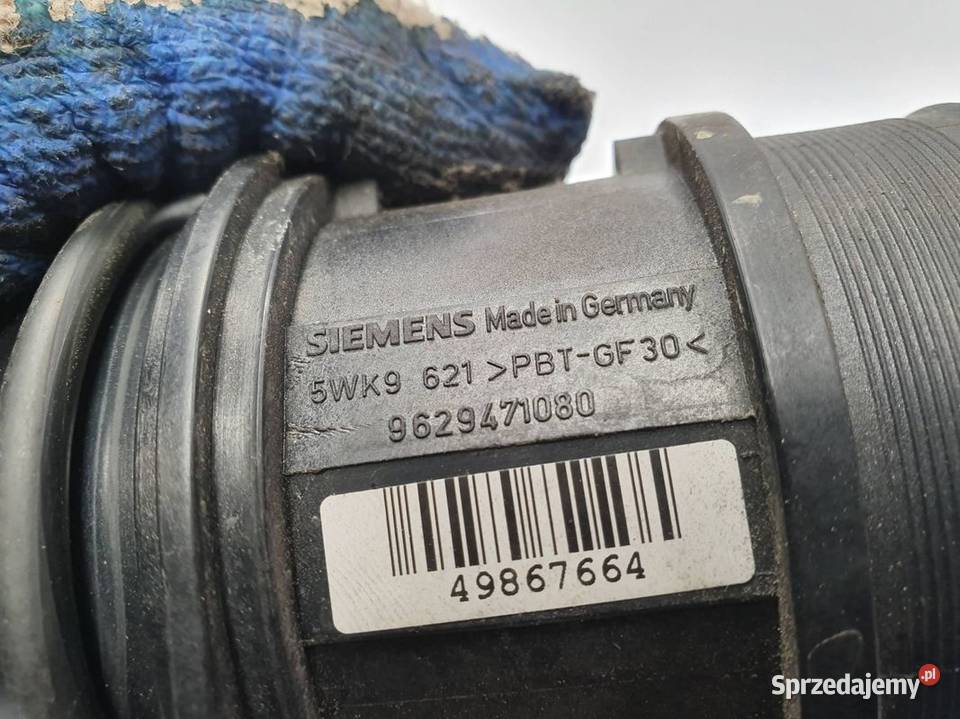 SIEMENS Made in Germany
5WK9 621 >PBT-GF30<
9629471080
49867664
Sprzedajemy.pl